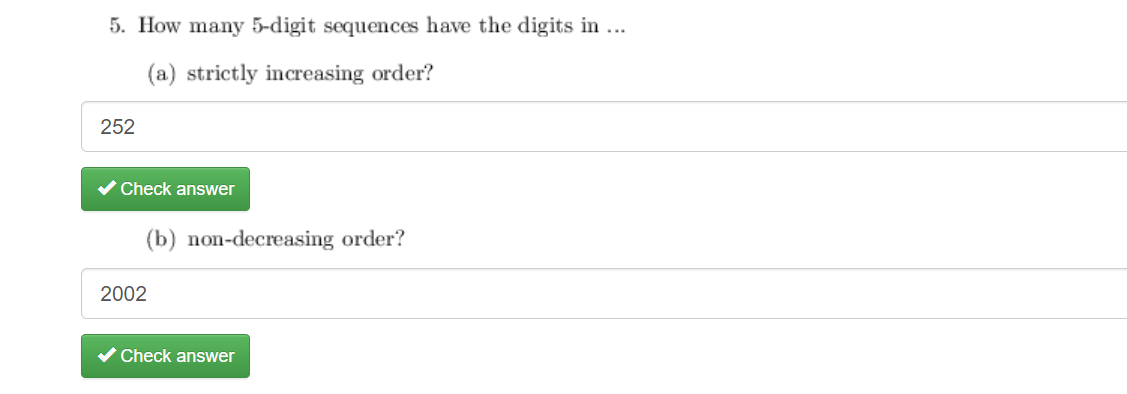 5. How many 5-digit sequences have the digits in ...
(a) strictly increasing order?
252
Check answer
(b) non-decreasing order?
2002
Check answer